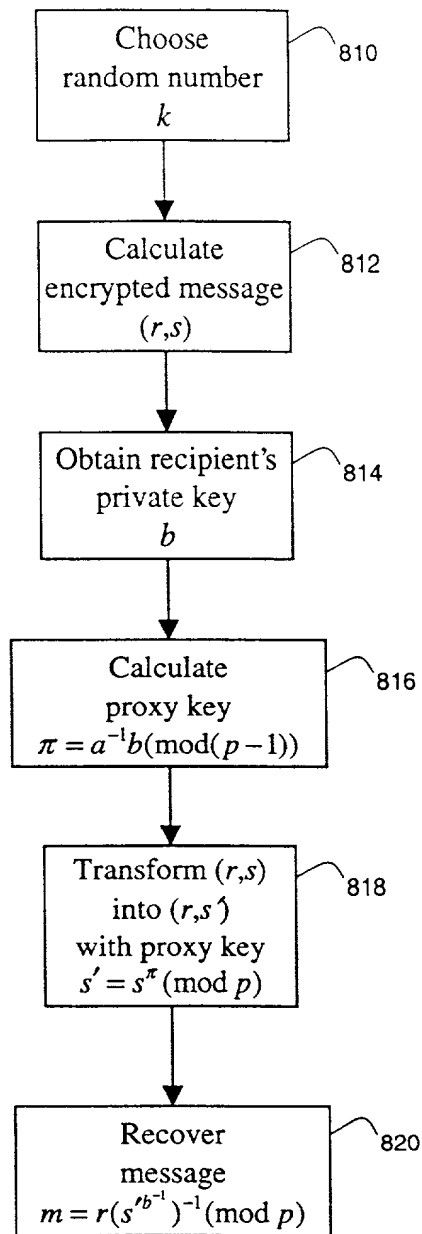 Choose
random number
k
810
Calculate
encrypted message
(r,s)
812
Obtain recipient's
private key
b
814
Calculate
proxy key
π = a⁻¹b(mod(p − 1))
816
Transform (r,s)
into (r,s′)
with proxy key
s′ = s^π (mod p)
818
Recover
message
m = r(s′^(b⁻¹))⁻¹(mod p)
820